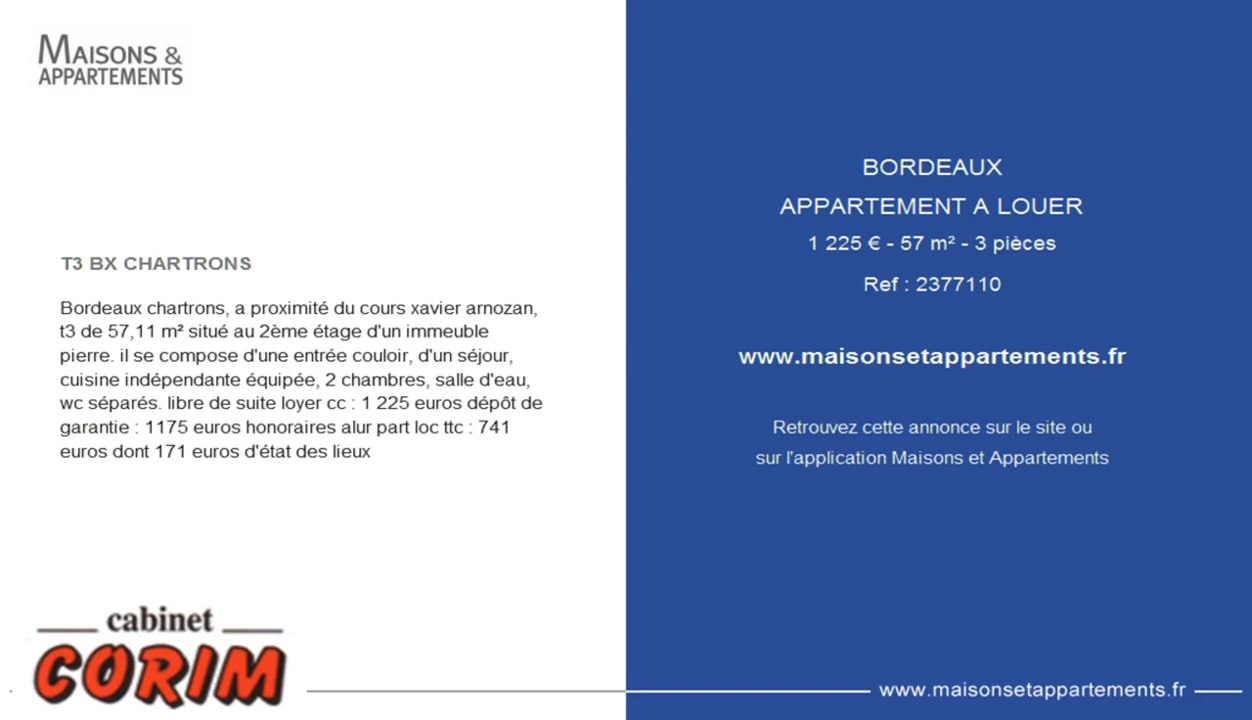 MAISONS &
APPARTEMENTS
T3 BX CHARTRONS
Bordeaux chartrons, a proximité du cours xavier arnozan,
t3 de 57,11 m² situé au 2ème étage d'un immeuble
pierre. il se compose d'une entrée couloir, d'un séjour,
cuisine indépendante équipée, 2 chambres, salle d'eau,
wc séparés. libre de suite loyer cc : 1 225 euros dépôt de
garantie : 1175 euros honoraires alur part loc ttc : 741
euros dont 171 euros d'état des lieux
cabinet
CORIM
BORDEAUX
APPARTEMENT A LOUER
1 225 € - 57 m² - 3 pièces
Ref : 2377110
www.maisonsetappartements.fr
Retrouvez cette annonce sur le site ou
sur l'application Maisons et Appartements
www.maisonsetappartements.fr